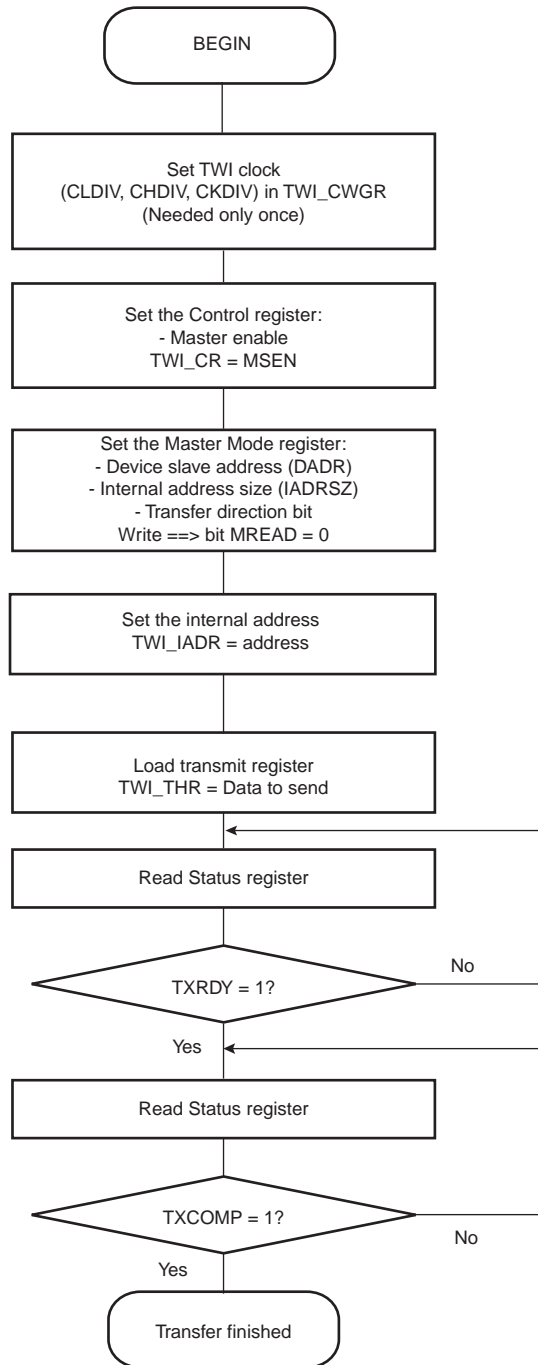 BEGIN
Set TWI clock
(CLDIV, CHDIV, CKDIV) in TWI_CWGR
(Needed only once)
Set the Control register:
- Master enable
TWI_CR = MSEN
Set the Master Mode register:
- Device slave address (DADR)
- Internal address size (IADRSZ)
- Transfer direction bit
Write ==> bit MREAD = 0
Set the internal address
TWI_IADR = address
Load transmit register
TWI_THR = Data to send
Read Status register
No
TXRDY = 1?
Yes
Read Status register
TXCOMP = 1?
No
Yes
Transfer finished